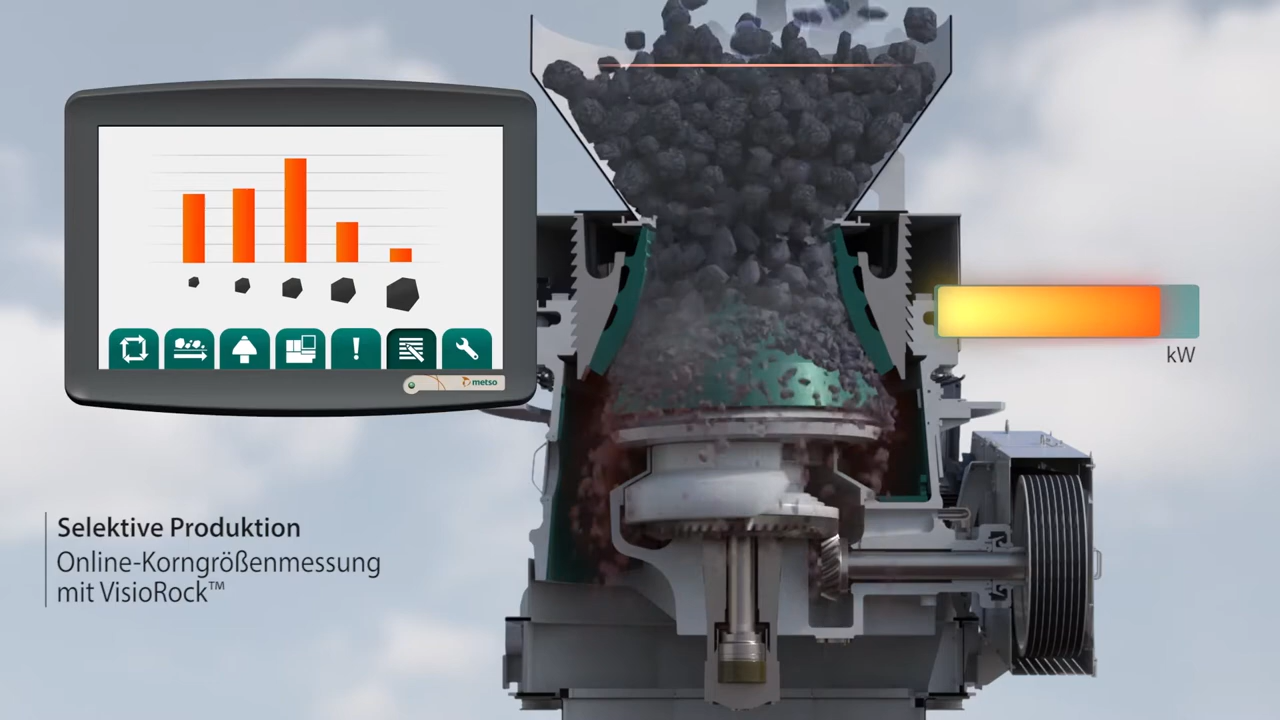 metso
kW
Selektive Produktion
Online-Korngrößenmessung
mit VisioRock™